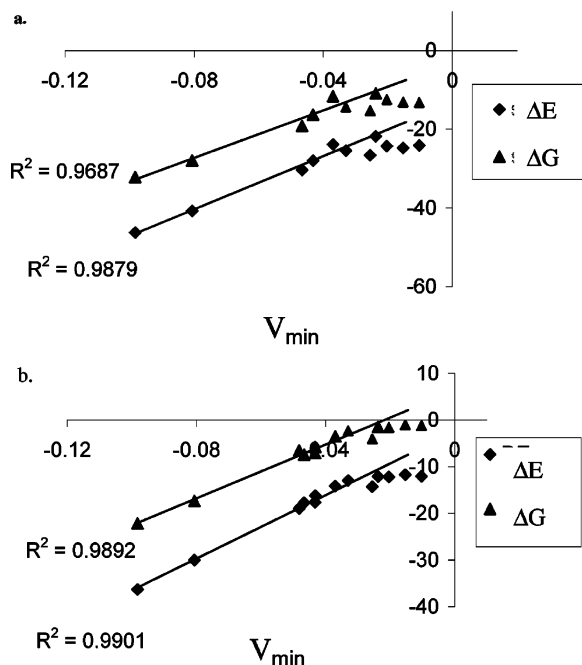 a.
0
-0.12 -0.08 -0.04 0
-20
-40
-60
ΔE
ΔG
R² = 0.9687
R² = 0.9879
Vmin
b.
10
0
-0.12 -0.08 -0.04 0
-10
-20
-30
-40
ΔE
ΔG
R² = 0.9892
R² = 0.9901
Vmin